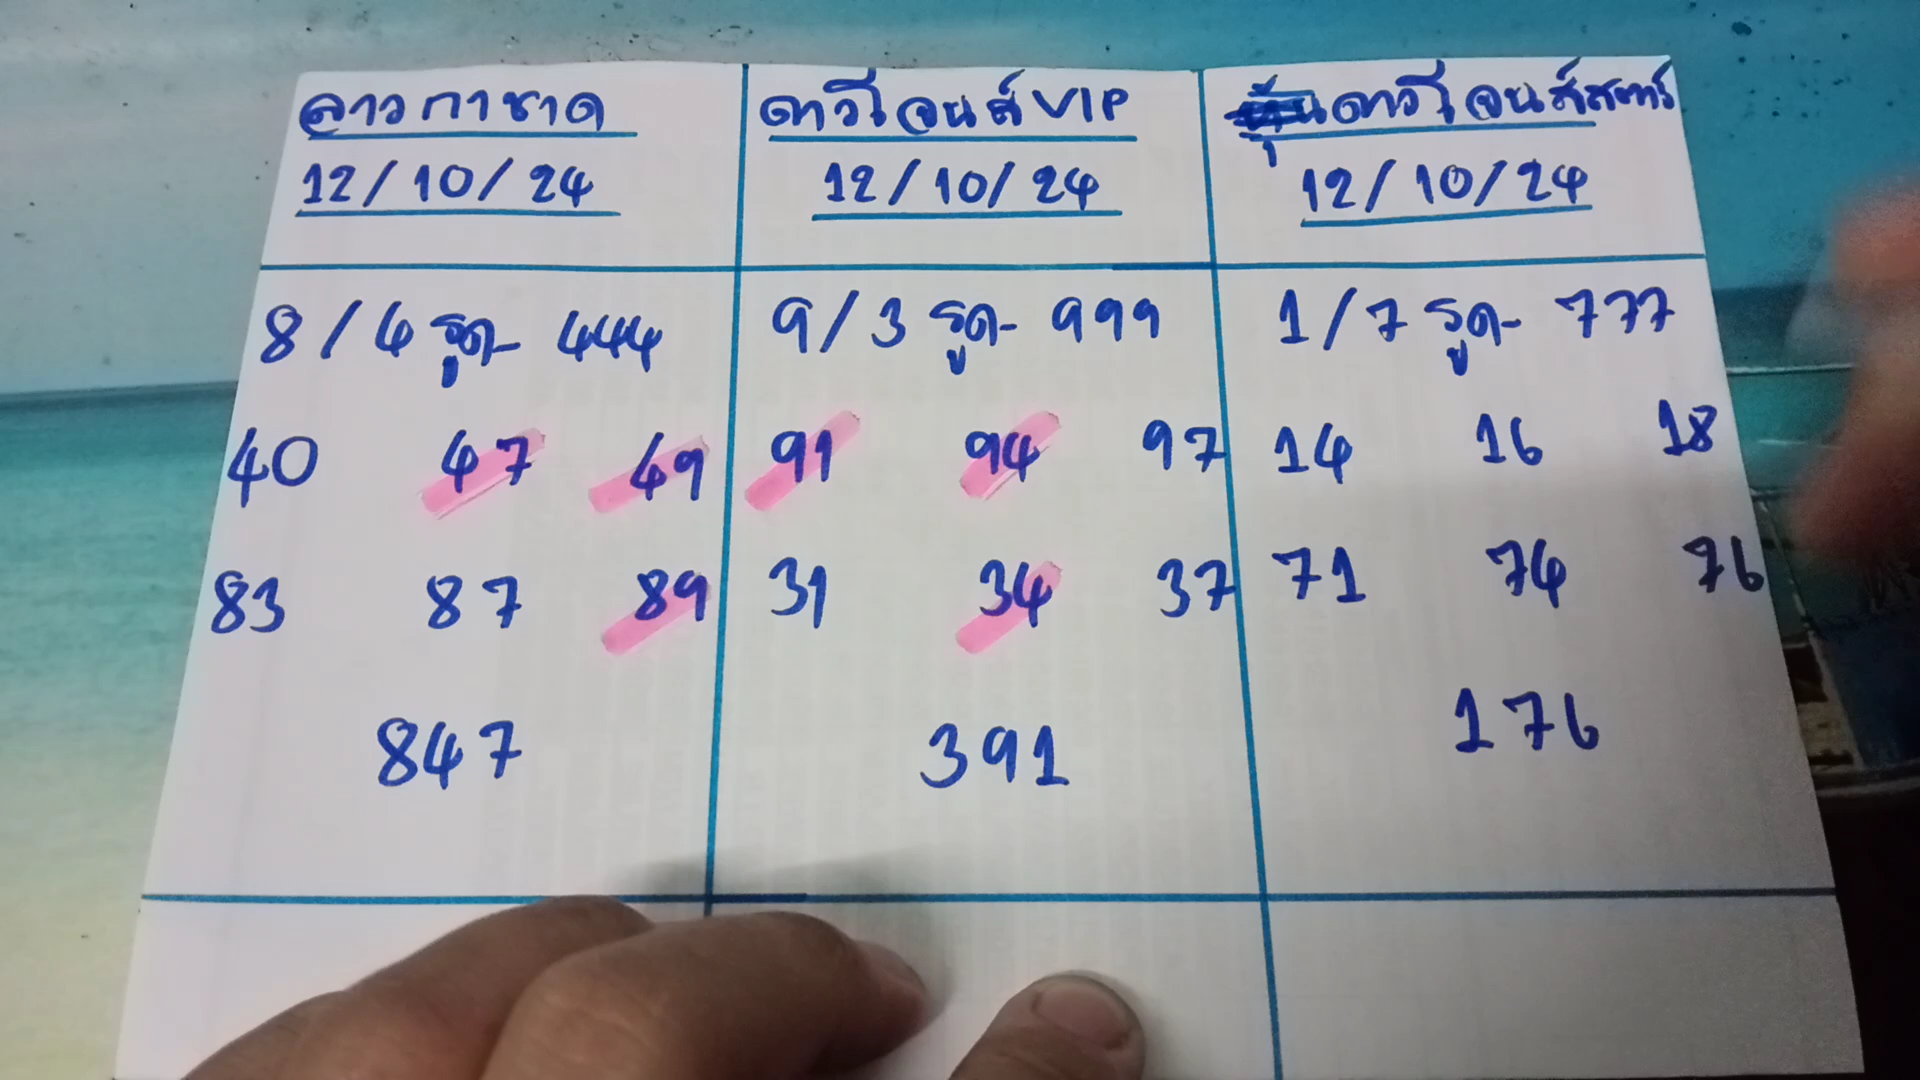 ลาวกาชาด
12/10/24
8/4 รูด- 444
40 47 49
83 87 89
847
ดาวโจนส์VIP
12/10/24
9/3 รูด- 999
91 94 97
31 34 37
391
ดาวโจนส์สตาร์
12/10/24
1/7 รูด- 777
14 16 18
71 74 76
176